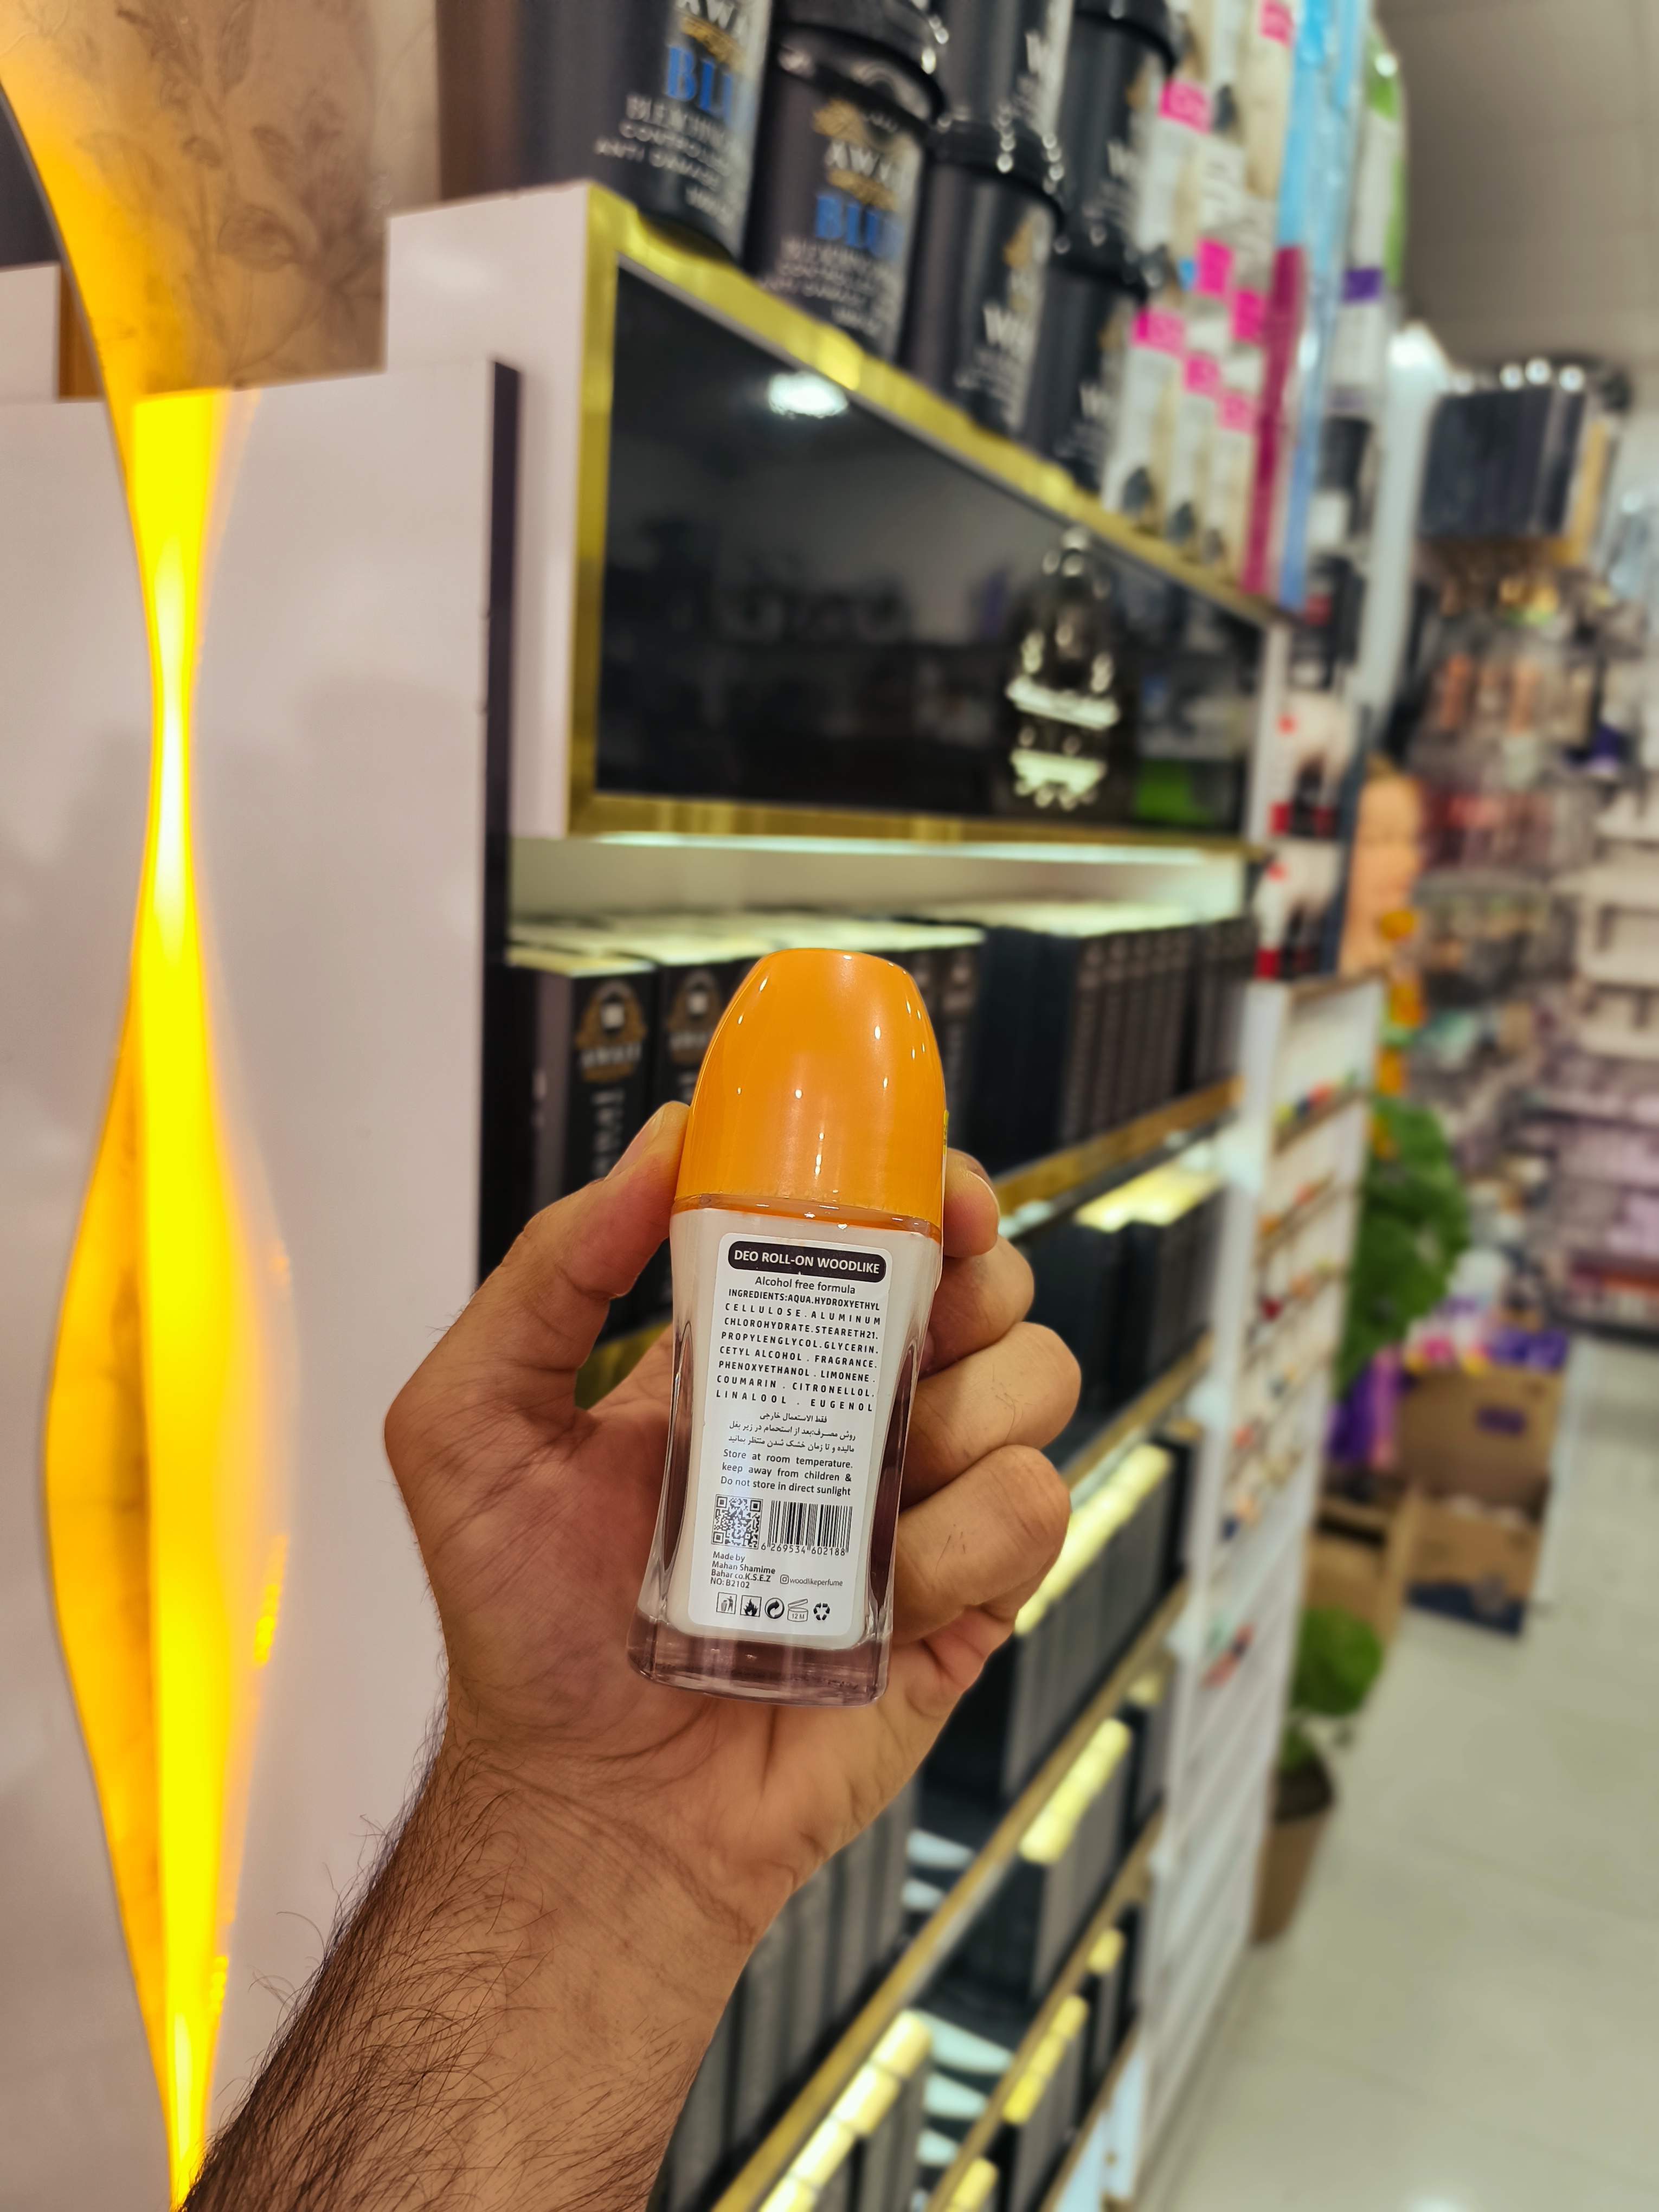 BLU
AWA
BLU
DEO ROLL-ON WOODLIKE
Alcohol free formula
INGREDIENTS:AQUA.HYDROXYETHYL
CELLULOSE.ALUMINUM
CHLOROHYDRATE.STEARETH21.
PROPYLENGLYCOL.GLYCERIN.
CETYL ALCOHOL . FRAGRANCE.
PHENOXYETHANOL . LIMONENE .
COUMARIN . CITRONELLOL.
LINALOOL . EUGENOL
فقط الاستعمال خارجی
روش مصرف:بعد از استحمام در زیر بغل
مالیده و تا زمان خشک شدن منتظر بمانید
Store at room temperature.
keep away from children &
Do not store in direct sunlight
6 269534 602188
Made by
Mahan Shamime
Bahar co.K.S.E.Z
@woodlikeperfume
NO: B2102
12 M